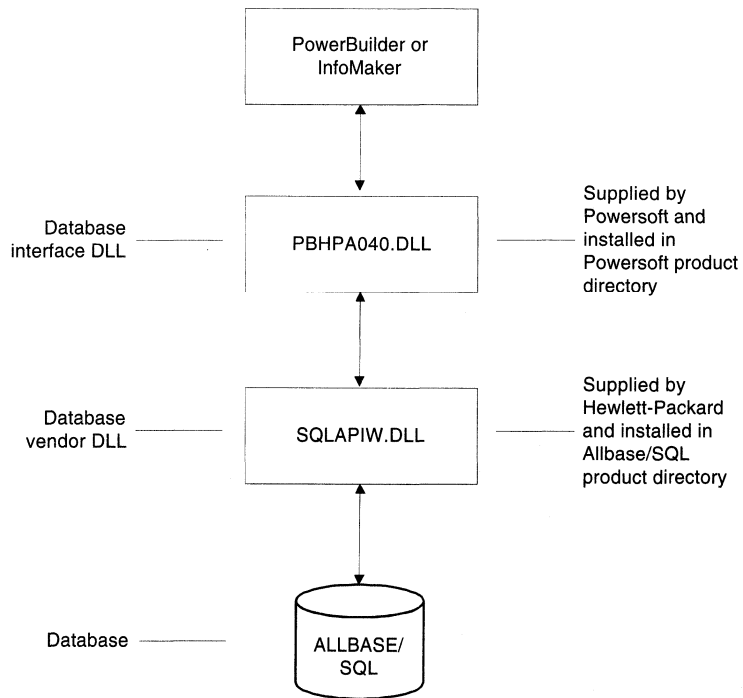 PowerBuilder or
InfoMaker
Database
interface DLL
PBHPA040.DLL
Supplied by
Powersoft and
installed in
Powersoft product
directory
Database
vendor DLL
SQLAPIW.DLL
Supplied by
Hewlett-Packard
and installed in
Allbase/SQL
product directory
Database
ALLBASE/
SQL